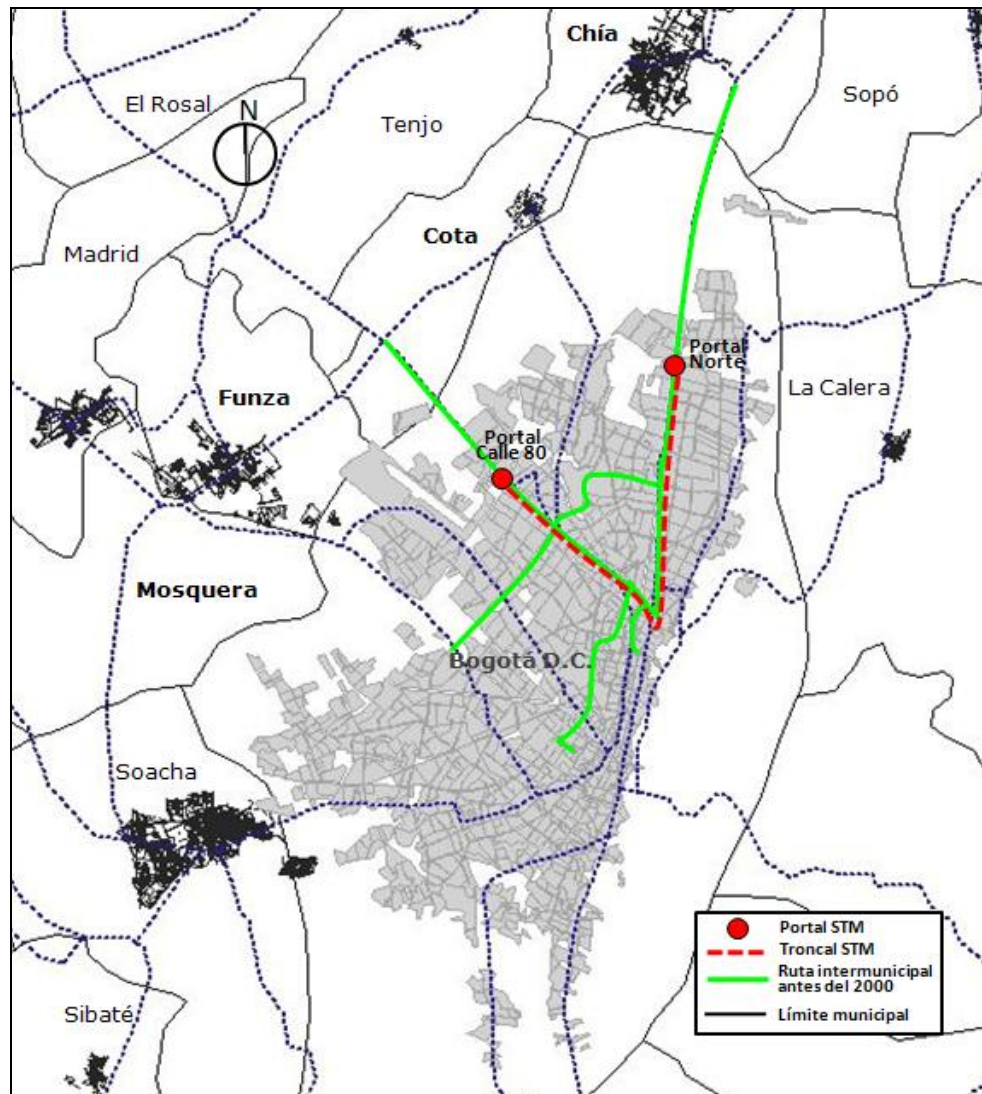 Chía
El Rosal
Sopó
N
Tenjo
Cota
Madrid
Portal
Norte
La Calera
Funza
Portal
Calle 80
Mosquera
Bogotá D.C.
Soacha
Portal STM
Troncal STM
Ruta intermunicipal
antes del 2000
Límite municipal
Sibaté